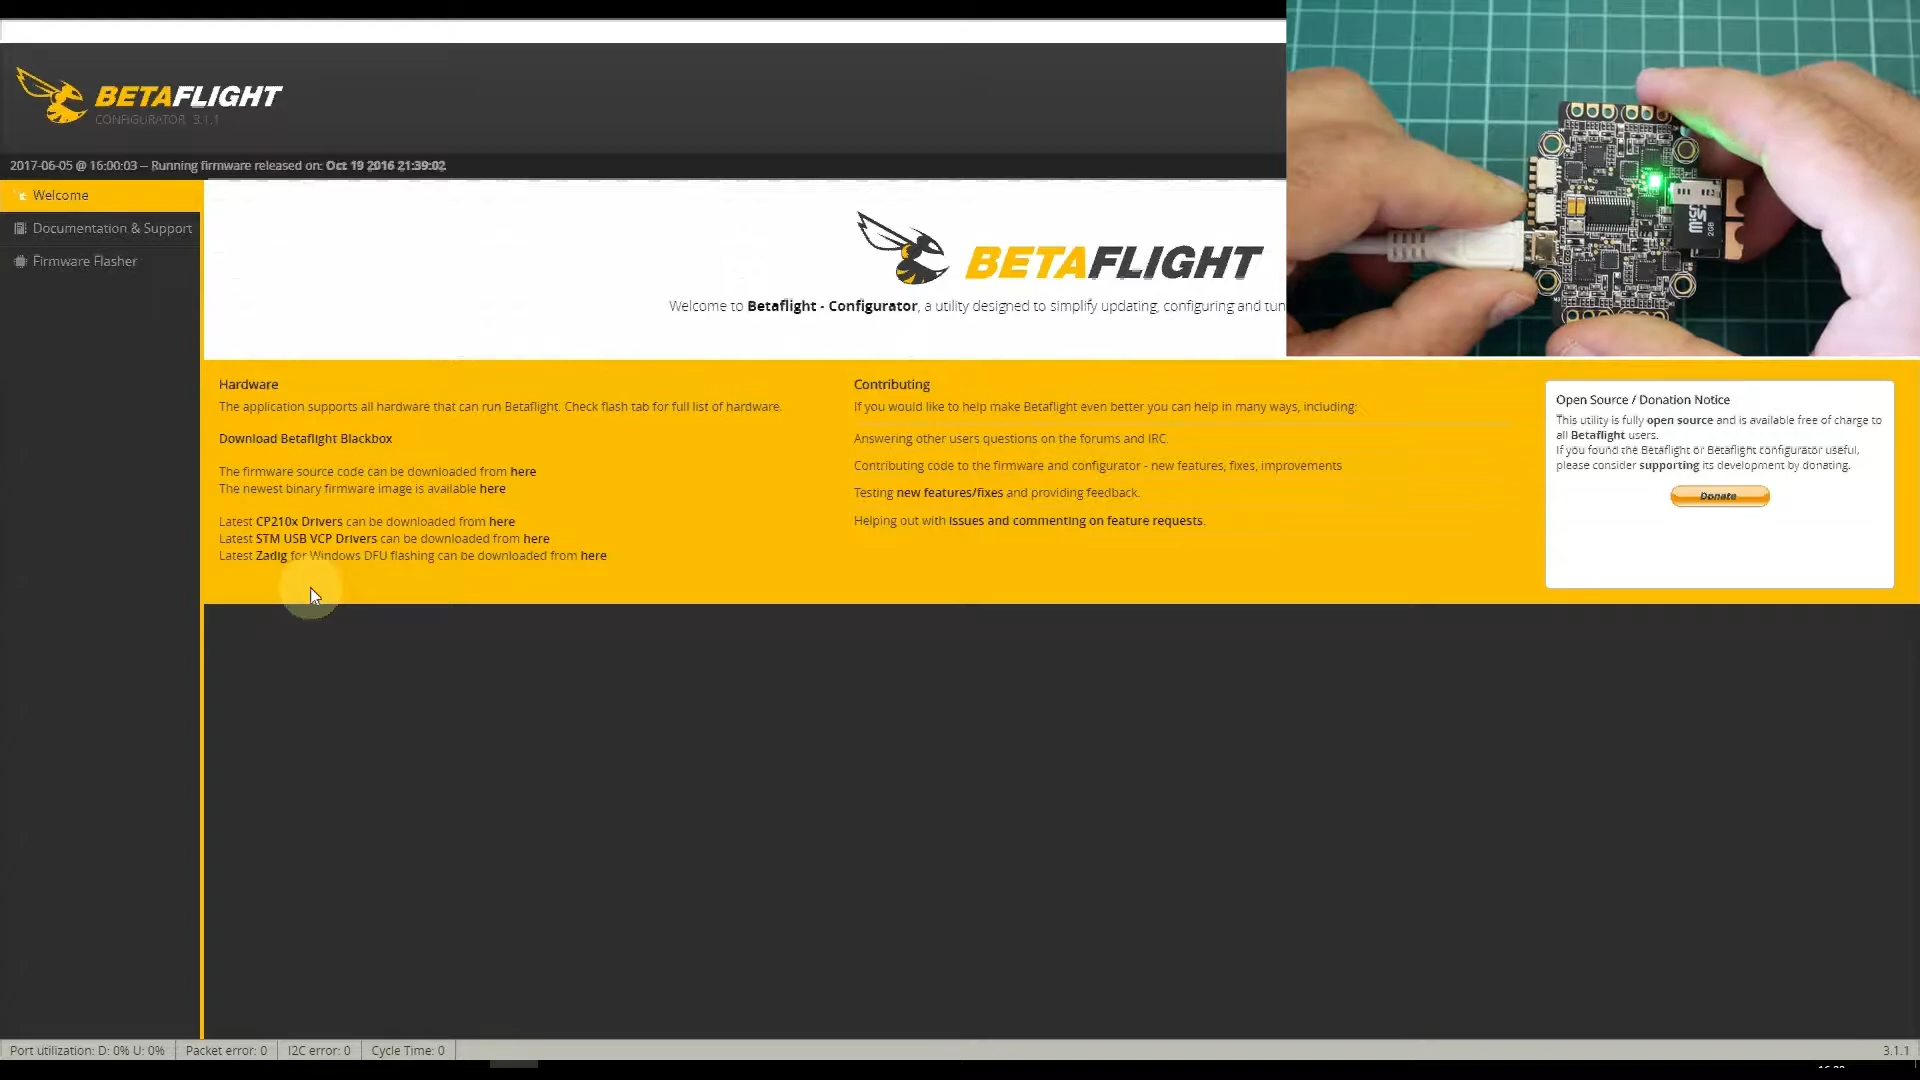 BETAFLIGHT
CONFIGURATOR 3.1.1
2017-06-05 @ 16:00:03 -- Running firmware released on: Oct 19 2016 21:39:02
Welcome
Documentation & Support
Firmware Flasher
BETAFLIGHT
Welcome to Betaflight - Configurator, a utility designed to simplify updating, configuring and tun
Hardware
The application supports all hardware that can run Betaflight. Check flash tab for full list of hardware.
Download Betaflight Blackbox
The firmware source code can be downloaded from here
The newest binary firmware image is available here
Latest CP210x Drivers can be downloaded from here
Latest STM USB VCP Drivers can be downloaded from here
Latest Zadig for Windows DFU flashing can be downloaded from here
Contributing
If you would like to help make Betaflight even better you can help in many ways, including:
Answering other users questions on the forums and IRC.
Contributing code to the firmware and configurator - new features, fixes, improvements
Testing new features/fixes and providing feedback.
Helping out with issues and commenting on feature requests.
Open Source / Donation Notice
This utility is fully open source and is available free of charge to
all Betaflight users.
If you found the Betaflight or Betaflight configurator useful,
please consider supporting its development by donating.
Donate
2GB
Port utilization: D: 0% U: 0%
Packet error: 0
I2C error: 0
Cycle Time: 0
3.1.1